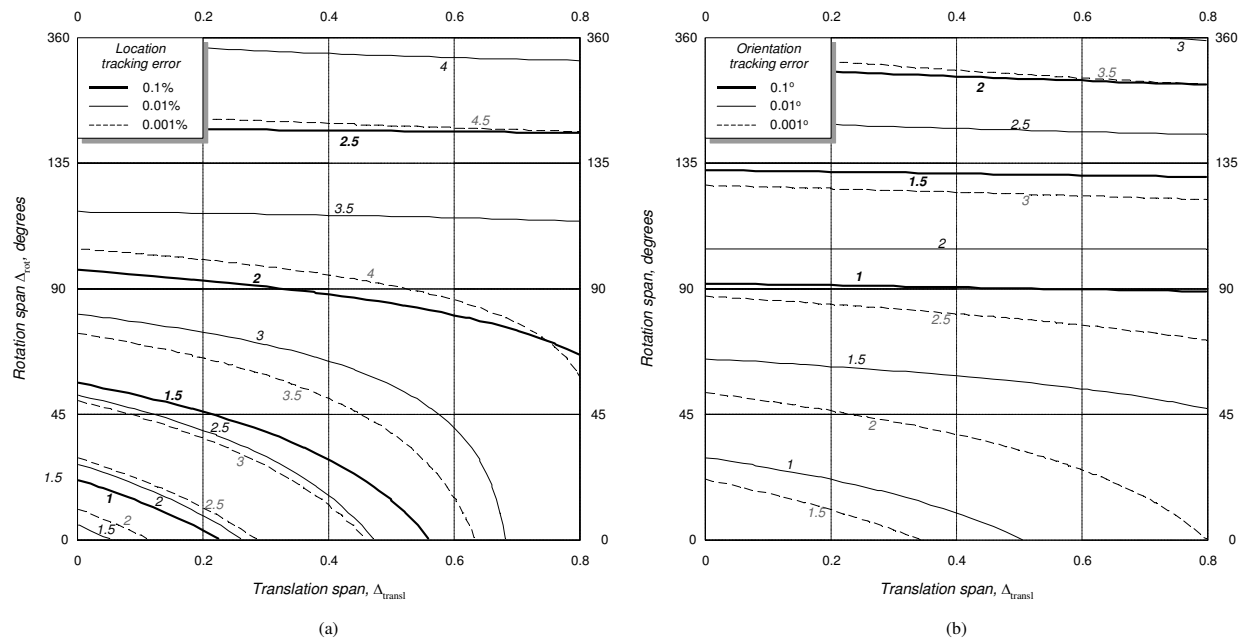 0 0.2 0.4 0.6 0.8
360 360
Location
tracking error
0.1%
0.01%
0.001%
4
4.5
2.5
135 135
3.5
4
2
90 90
3
3.5
1.5
45 45
2.5
3
1.5
2.5
2
1
2
1.5
0 0
0 0.2 0.4 0.6 0.8
Rotation span Δrot, degrees
Translation span, Δtransl
(a)
0 0.2 0.4 0.6 0.8
360 360
Orientation
tracking error
0.1º
0.01º
0.001º
3
3.5
2
2.5
135 135
1.5
3
2
1
90 90
2.5
1.5
45 45
2
1
1.5
0 0
0 0.2 0.4 0.6 0.8
Rotation span, degrees
Translation span, Δtransl
(b)